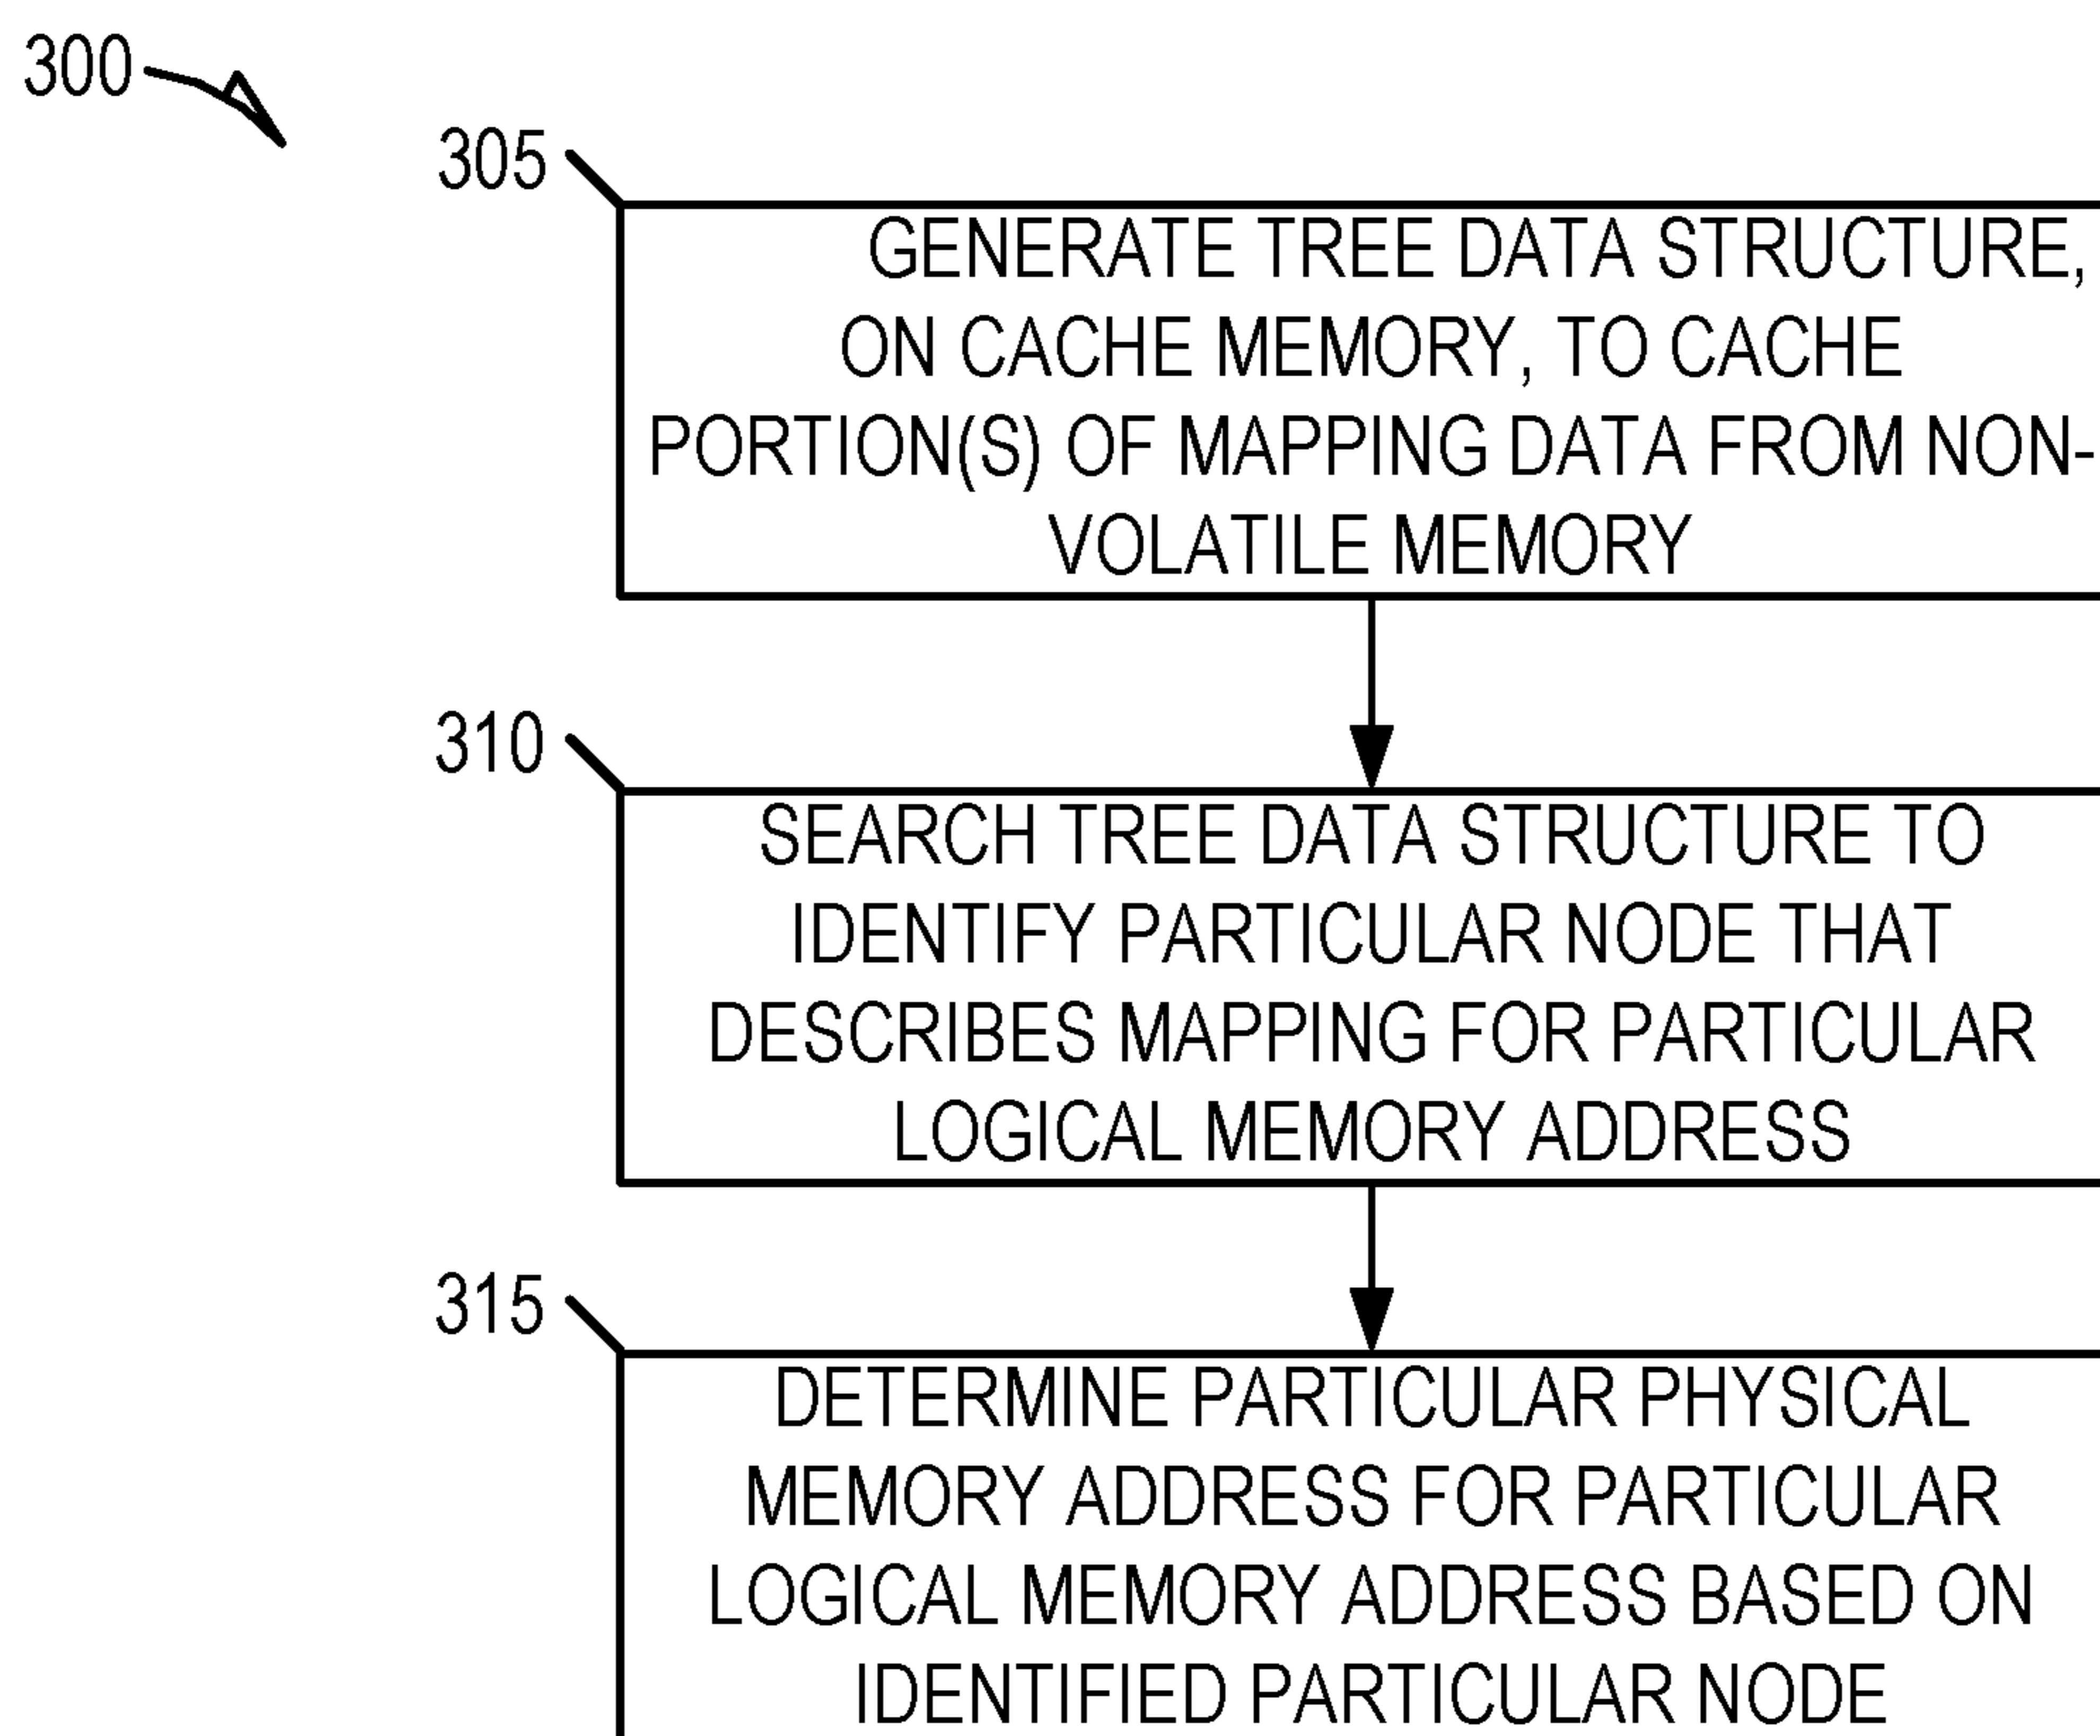 300
305
GENERATE TREE DATA STRUCTURE,
ON CACHE MEMORY, TO CACHE
PORTION(S) OF MAPPING DATA FROM NON-
VOLATILE MEMORY
310
SEARCH TREE DATA STRUCTURE TO
IDENTIFY PARTICULAR NODE THAT
DESCRIBES MAPPING FOR PARTICULAR
LOGICAL MEMORY ADDRESS
315
DETERMINE PARTICULAR PHYSICAL
MEMORY ADDRESS FOR PARTICULAR
LOGICAL MEMORY ADDRESS BASED ON
IDENTIFIED PARTICULAR NODE